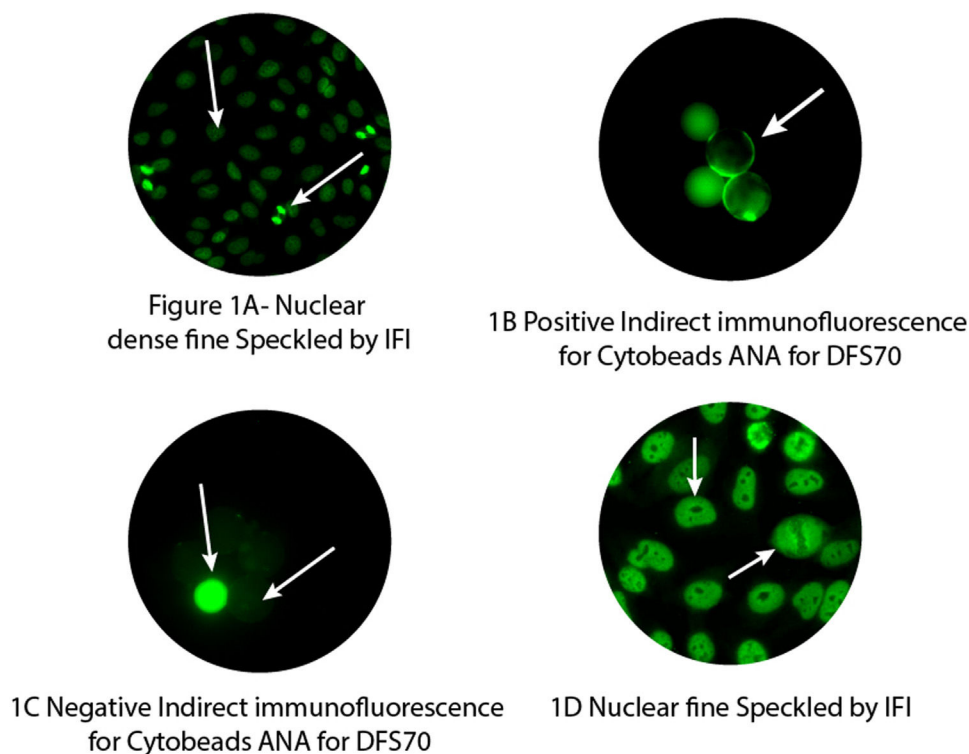 Figure 1A- Nuclear
dense fine Speckled by IFI
1B Positive Indirect immunofluorescence
for Cytobeads ANA for DFS70
1C Negative Indirect immunofluorescence
for Cytobeads ANA for DFS70
1D Nuclear fine Speckled by IFI